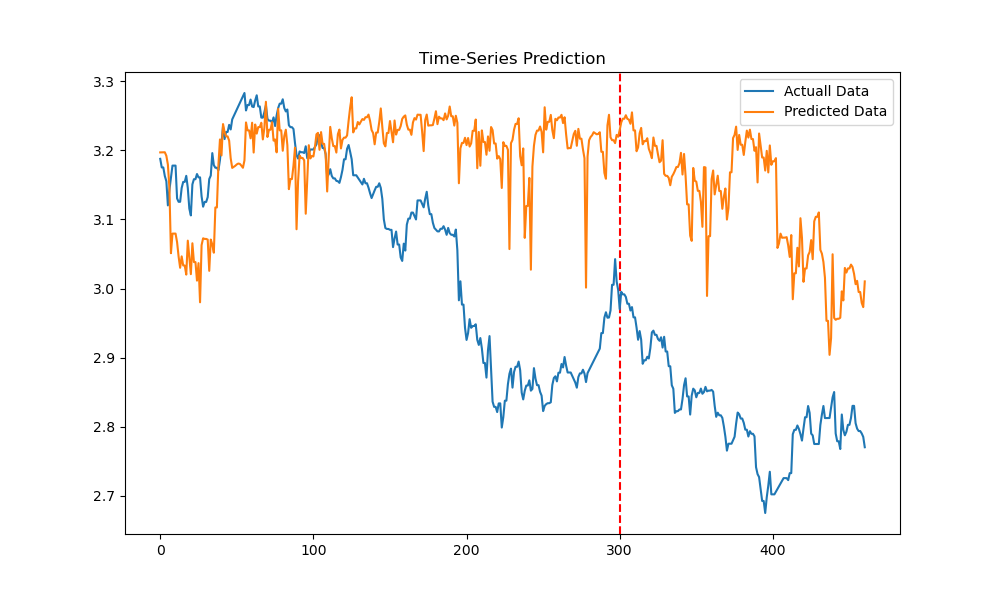 Time-Series Prediction
Actuall Data
Predicted Data
3.3
3.2
3.1
3.0
2.9
2.8
2.7
0 100 200 300 400